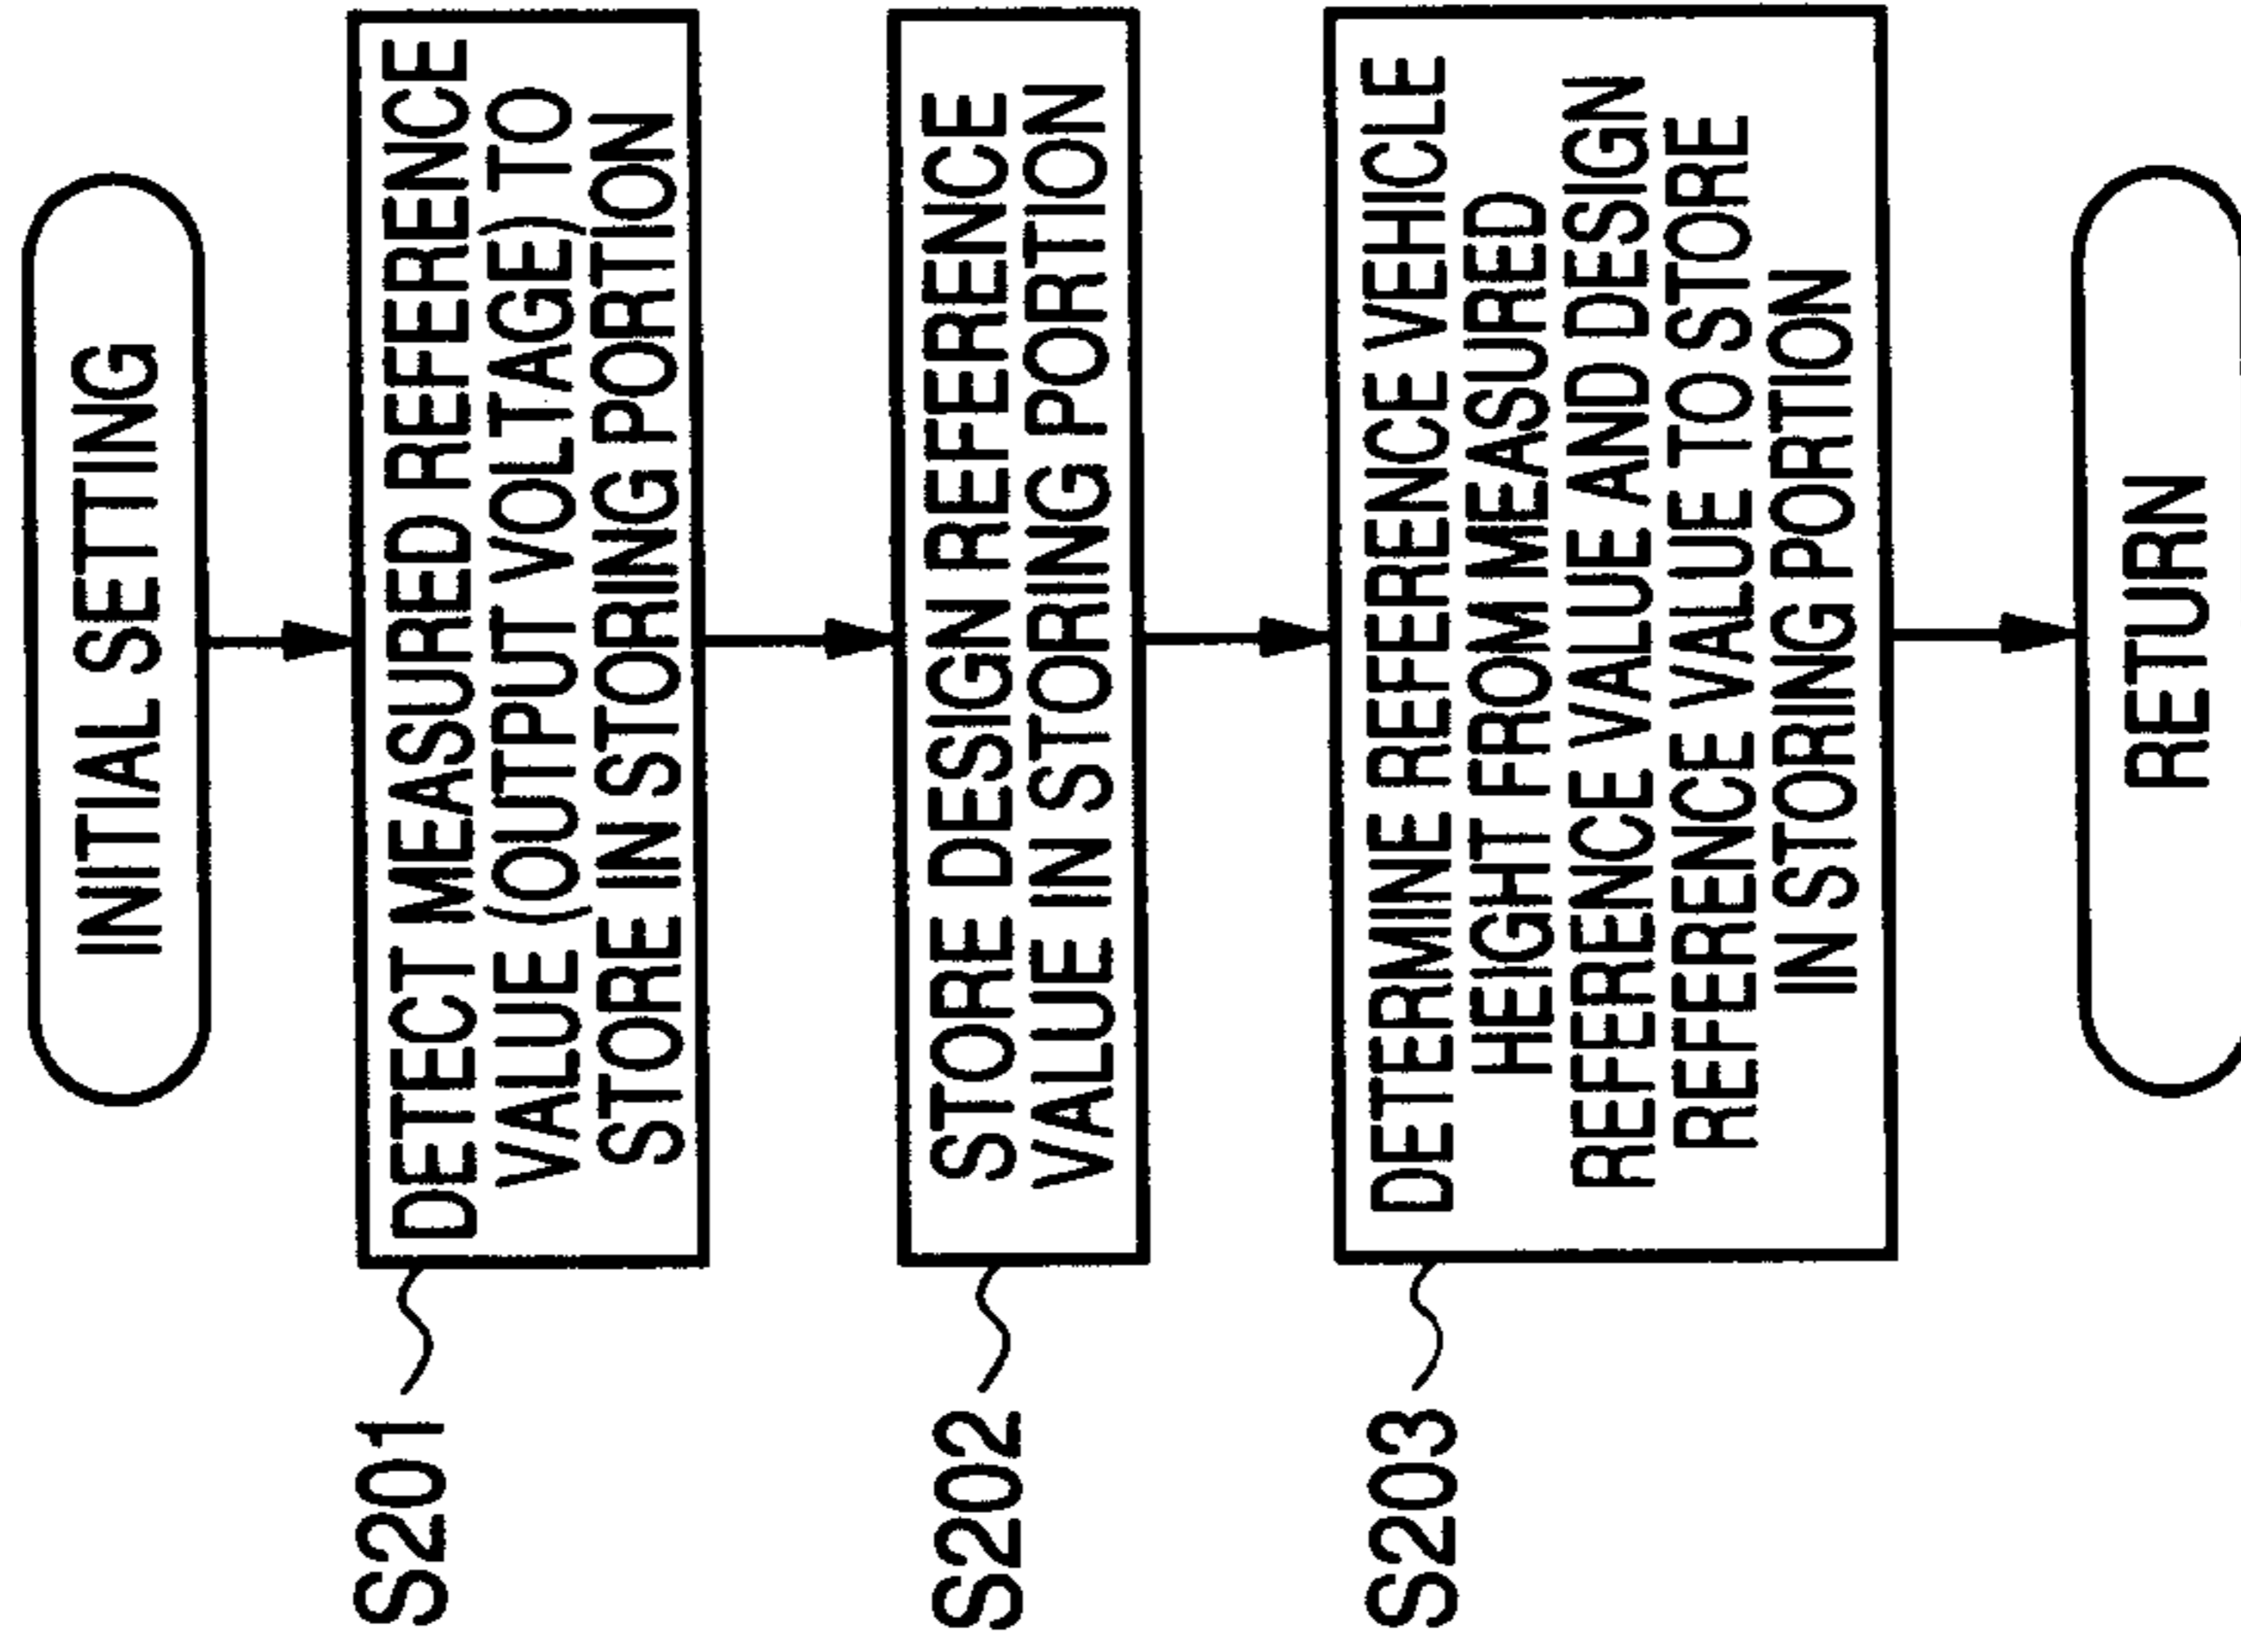 INITIAL SETTING
S201
DETECT MEASURED REFERENCE
VALUE (OUTPUT VOLTAGE) TO
STORE IN STORING PORTION
S202
STORE DESIGN REFERENCE
VALUE IN STORING PORTION
S203
DETERMINE REFERENCE VEHICLE
HEIGHT FROM MEASURED
REFERENCE VALUE AND DESIGN
REFERENCE VALUE TO STORE
IN STORING PORTION
RETURN